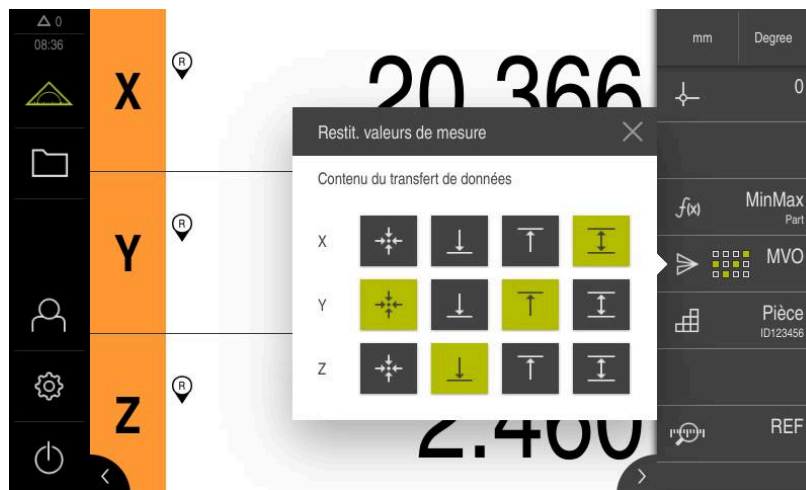 0
08:36
X
R
20.366
Y
R
Z
R
2.460
Restit. valeurs de mesure
Contenu du transfert de données
X
Y
Z
mm
Degree
0
f(x)
MinMax
Part
MVO
Pièce
ID123456
REF